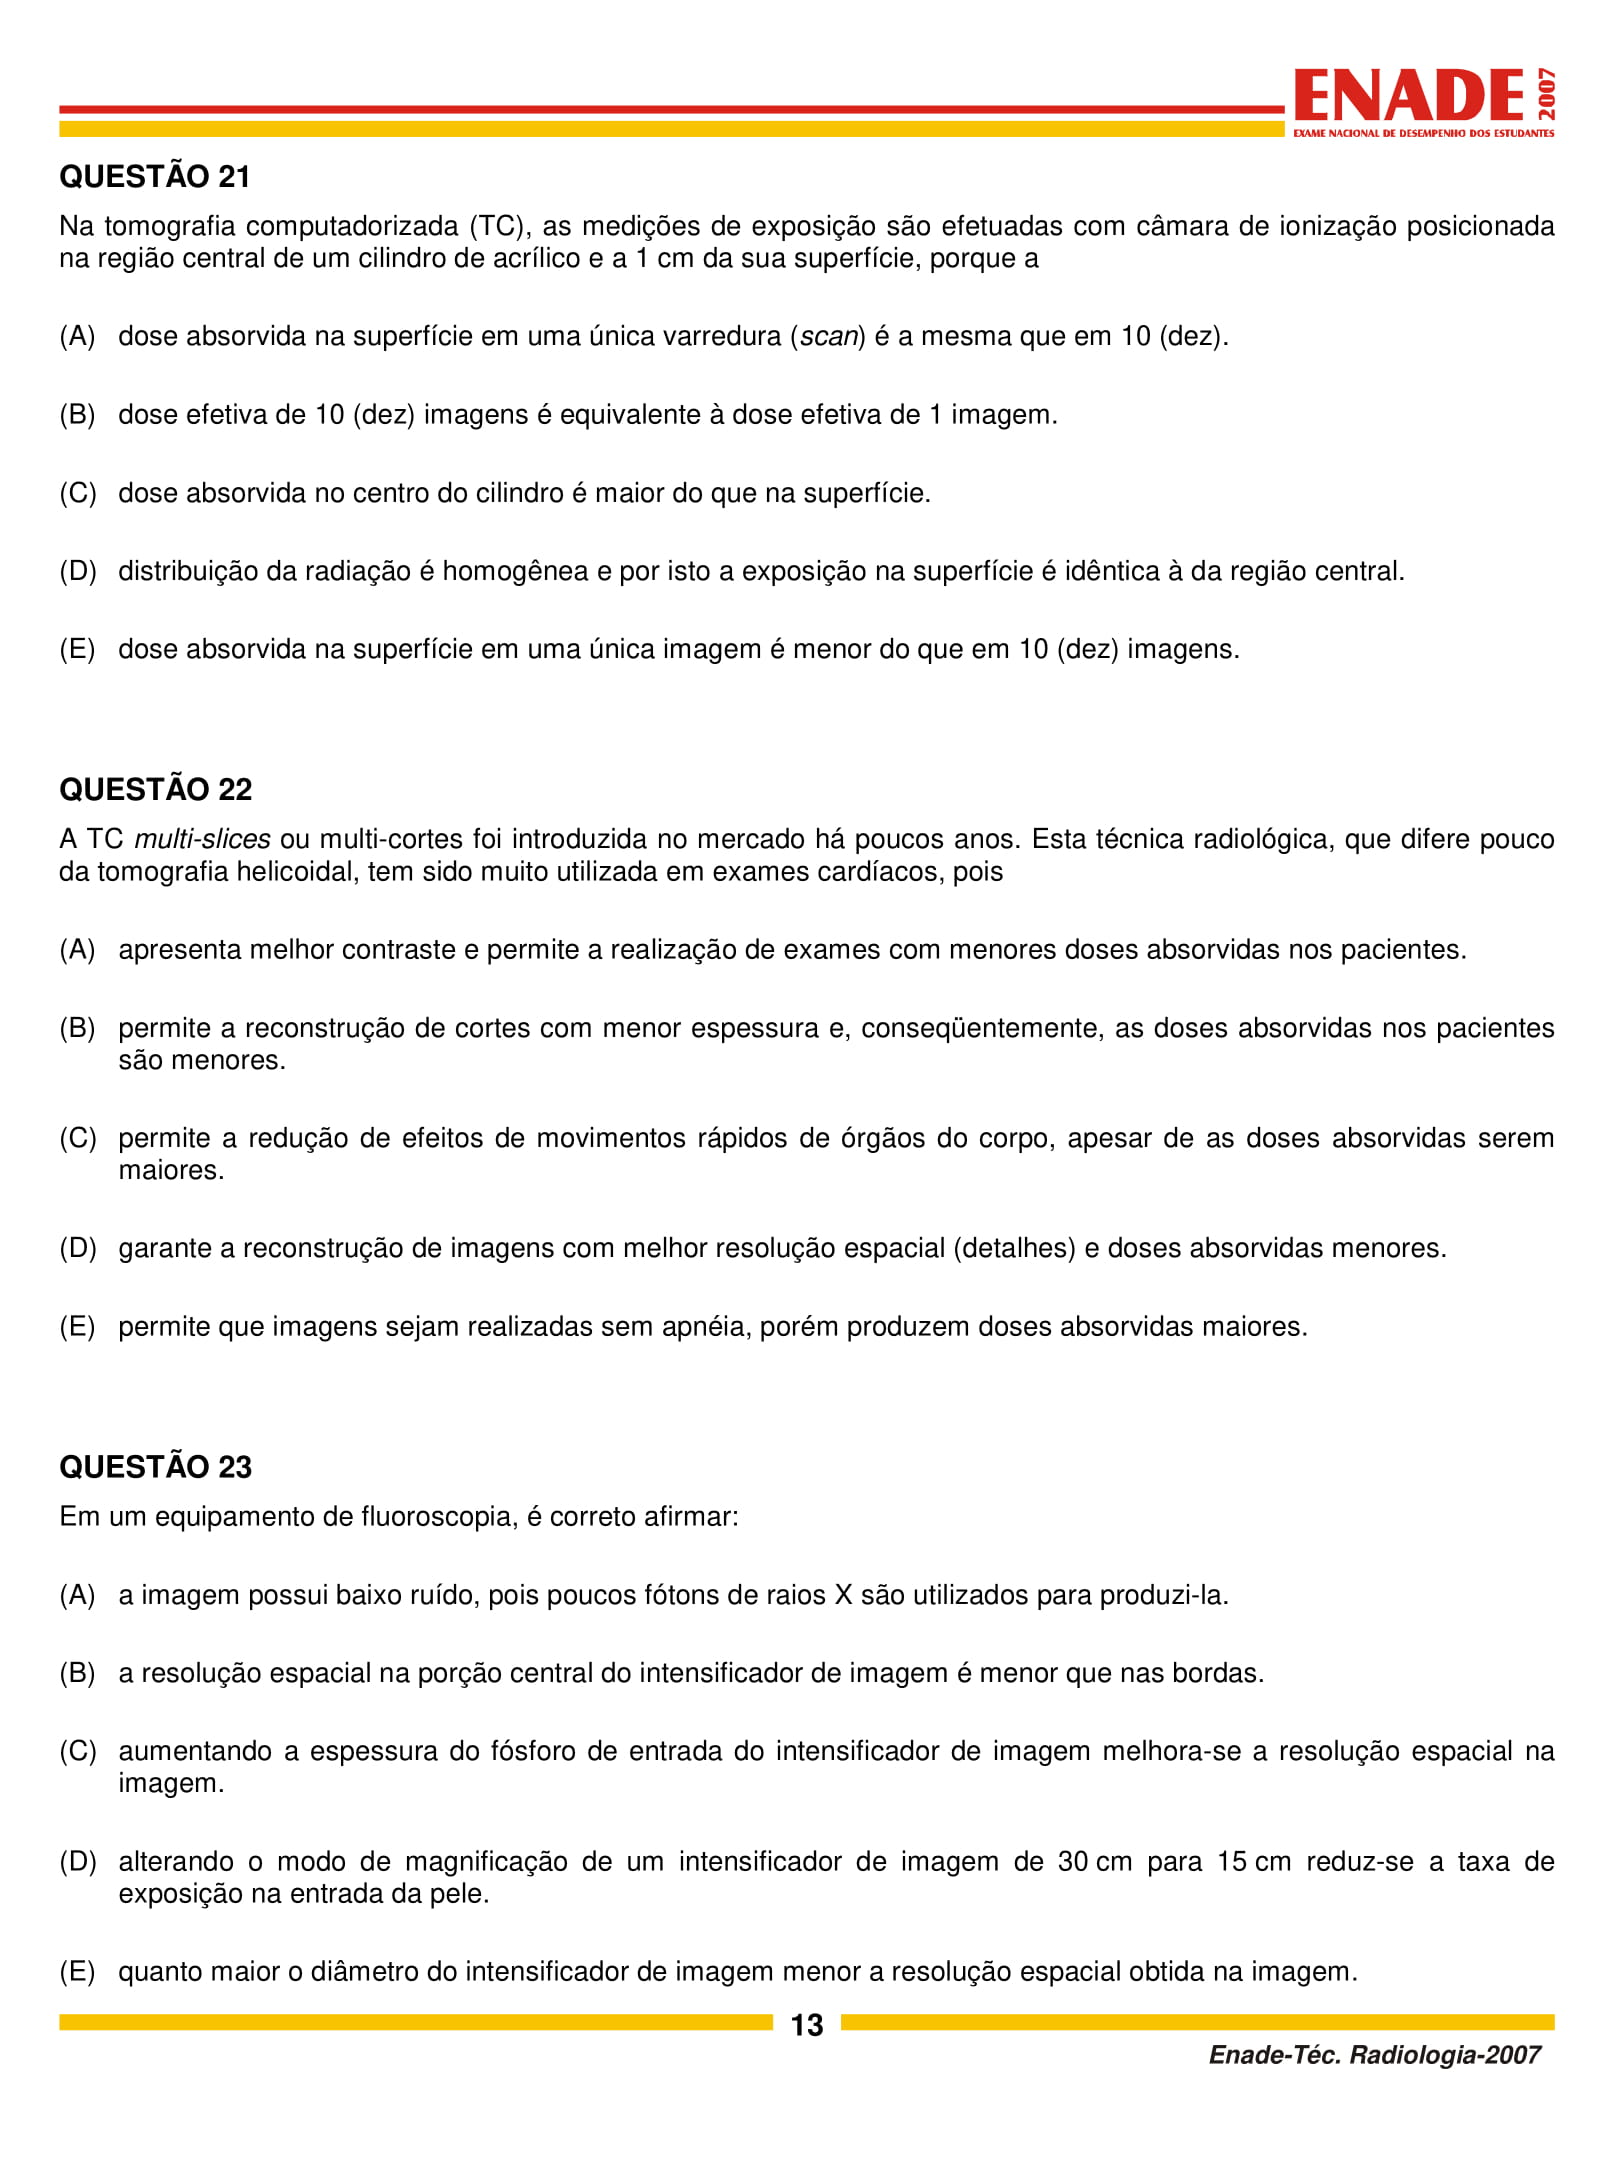 ENADE 2007
EXAME NACIONAL DE DESEMPENHO DOS ESTUDANTES
QUESTÃO 21
Na tomografia computadorizada (TC), as medições de exposição são efetuadas com câmara de ionização posicionada
na região central de um cilindro de acrílico e a 1 cm da sua superfície, porque a
(A) dose absorvida na superfície em uma única varredura (scan) é a mesma que em 10 (dez).
(B) dose efetiva de 10 (dez) imagens é equivalente à dose efetiva de 1 imagem.
(C) dose absorvida no centro do cilindro é maior do que na superfície.
(D) distribuição da radiação é homogênea e por isto a exposição na superfície é idêntica à da região central.
(E) dose absorvida na superfície em uma única imagem é menor do que em 10 (dez) imagens.
QUESTÃO 22
A TC multi-slices ou multi-cortes foi introduzida no mercado há poucos anos. Esta técnica radiológica, que difere pouco
da tomografia helicoidal, tem sido muito utilizada em exames cardíacos, pois
(A) apresenta melhor contraste e permite a realização de exames com menores doses absorvidas nos pacientes.
(B) permite a reconstrução de cortes com menor espessura e, conseqüentemente, as doses absorvidas nos pacientes
são menores.
(C) permite a redução de efeitos de movimentos rápidos de órgãos do corpo, apesar de as doses absorvidas serem
maiores.
(D) garante a reconstrução de imagens com melhor resolução espacial (detalhes) e doses absorvidas menores.
(E) permite que imagens sejam realizadas sem apnéia, porém produzem doses absorvidas maiores.
QUESTÃO 23
Em um equipamento de fluoroscopia, é correto afirmar:
(A) a imagem possui baixo ruído, pois poucos fótons de raios X são utilizados para produzi-la.
(B) a resolução espacial na porção central do intensificador de imagem é menor que nas bordas.
(C) aumentando a espessura do fósforo de entrada do intensificador de imagem melhora-se a resolução espacial na
imagem.
(D) alterando o modo de magnificação de um intensificador de imagem de 30 cm para 15 cm reduz-se a taxa de
exposição na entrada da pele.
(E) quanto maior o diâmetro do intensificador de imagem menor a resolução espacial obtida na imagem.
13
Enade-Téc. Radiologia-2007